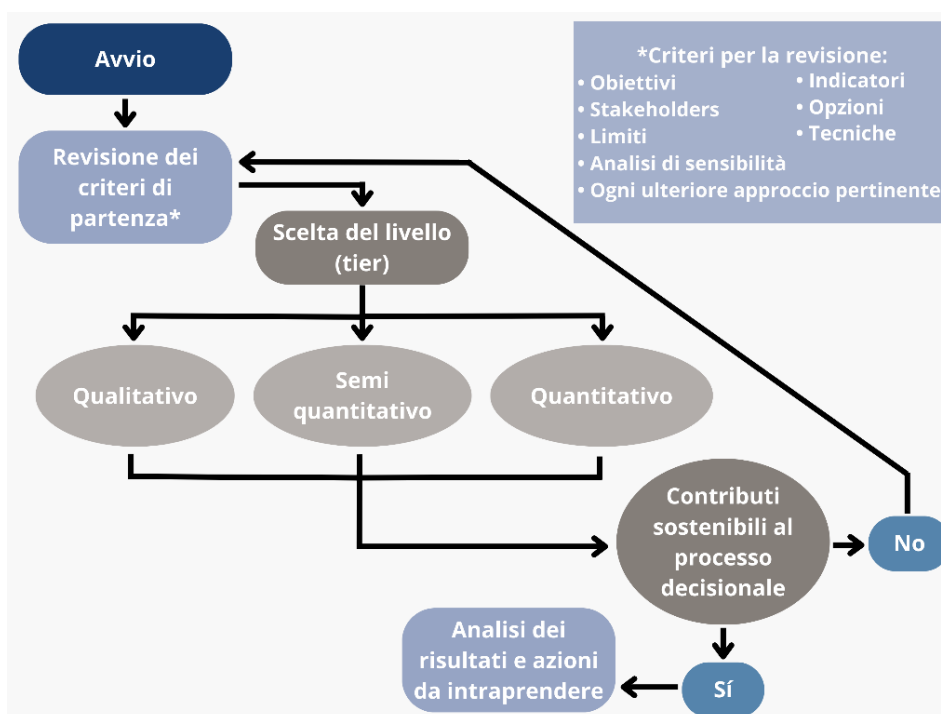 Avvio
*Criteri per la revisione:
• Obiettivi
• Stakeholders
• Limiti
• Analisi di sensibilità
• Ogni ulteriore approccio pertinente
• Indicatori
• Opzioni
• Tecniche
Revisione dei
criteri di
partenza*
Scelta del livello
(tier)
Qualitativo
Semi
quantitativo
Quantitativo
Contributi
sostenibili al
processo
decisionale
No
Analisi dei
risultati e azioni
da intraprendere
Sí